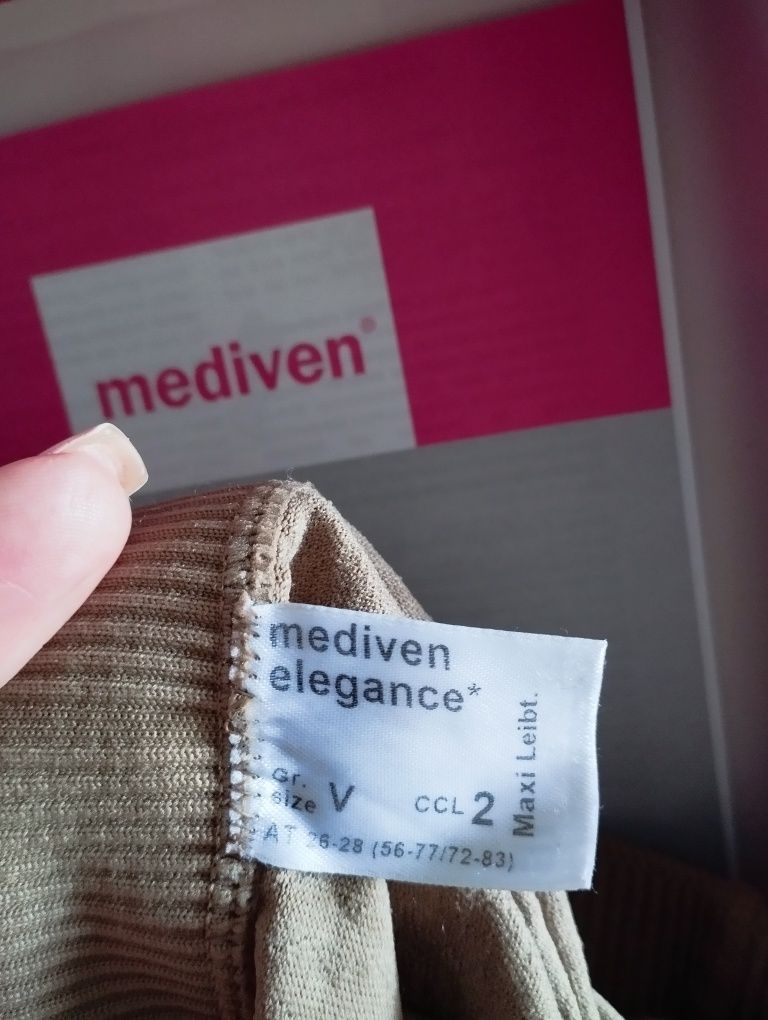 mediven®
mediven
elegance*
Gr.
size V CCL 2
AT 26-28 (56-77/72-83)
Maxi Leibt.